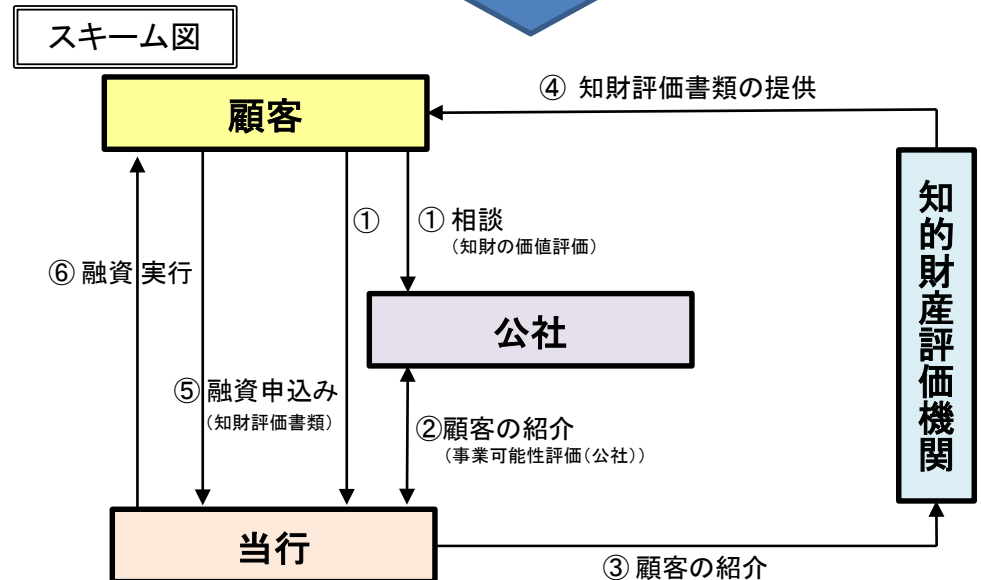 スキーム図
④ 知財評価書類の提供
顧客
知的財産評価機関
①
① 相談
(知財の価値評価)
⑥ 融資 実行
公社
⑤ 融資申込み
(知財評価書類)
②顧客の紹介
(事業可能性評価(公社))
当行
③ 顧客の紹介